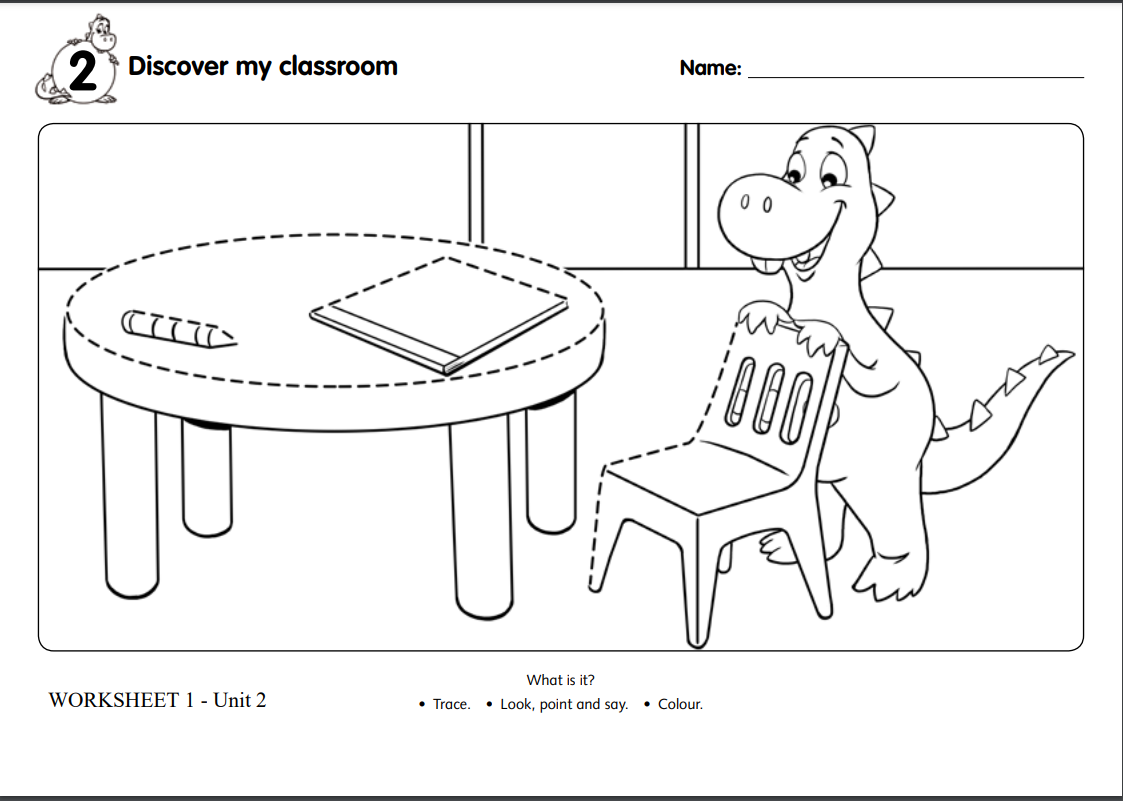 2
Discover my classroom
Name:
What is it?
WORKSHEET 1 - Unit 2
• Trace. • Look, point and say. • Colour.